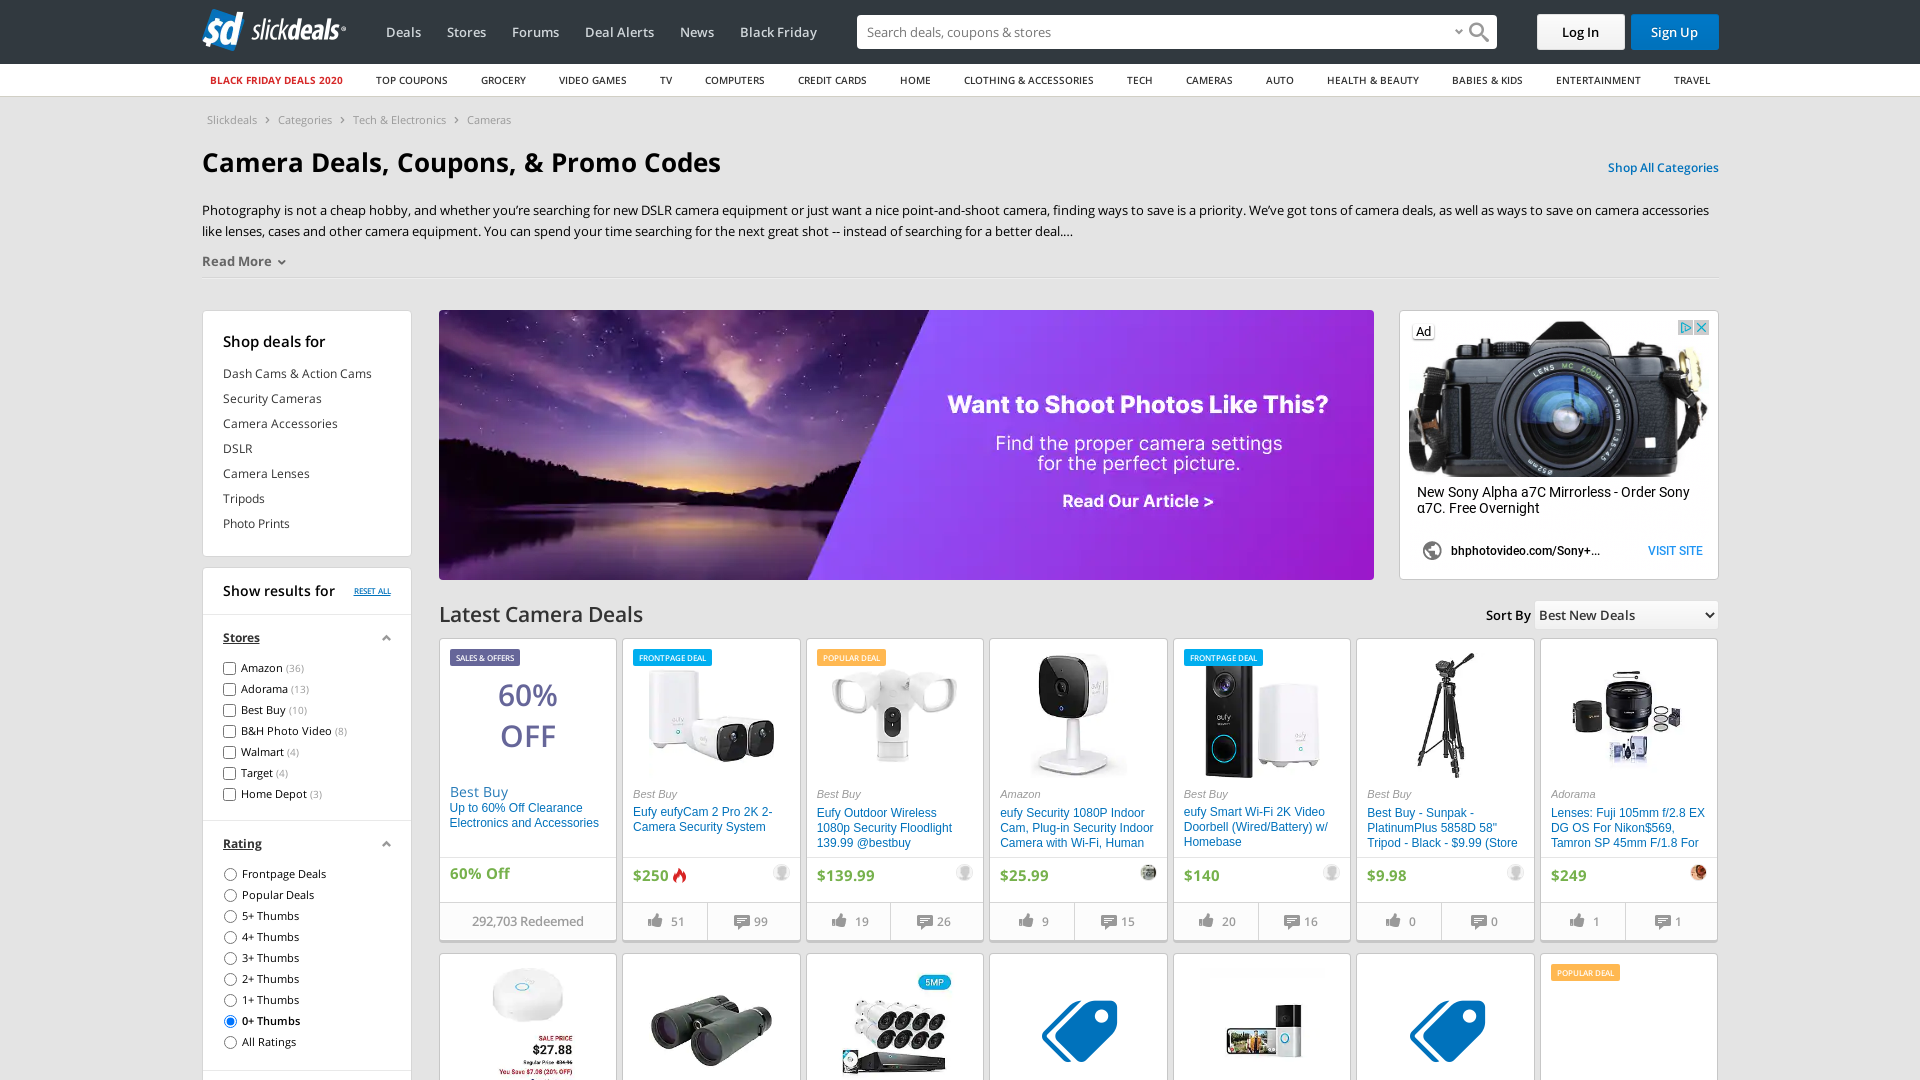 sd slickdeals
Deals
Stores
Forums
Deal Alerts
News
Black Friday
Search deals, coupons & stores
Log In
Sign Up
BLACK FRIDAY DEALS 2020
TOP COUPONS
GROCERY
VIDEO GAMES
TV
COMPUTERS
CREDIT CARDS
HOME
CLOTHING & ACCESSORIES
TECH
CAMERAS
AUTO
HEALTH & BEAUTY
BABIES & KIDS
ENTERTAINMENT
TRAVEL
Slickdeals > Categories > Tech & Electronics > Cameras
Camera Deals, Coupons, & Promo Codes
Shop All Categories
Photography is not a cheap hobby, and whether you’re searching for new DSLR camera equipment or just want a nice point-and-shoot camera, finding ways to save is a priority. We’ve got tons of camera deals, as well as ways to save on camera accessories
like lenses, cases and other camera equipment. You can spend your time searching for the next great shot -- instead of searching for a better deal....
Read More
Shop deals for
Dash Cams & Action Cams
Security Cameras
Camera Accessories
DSLR
Camera Lenses
Tripods
Photo Prints
Want to Shoot Photos Like This?
Find the proper camera settings
for the perfect picture.
Read Our Article >
Ad
LENS MC ZOOM
New Sony Alpha a7C Mirrorless - Order Sony
α7C. Free Overnight
bhphotovideo.com/Sony+...
VISIT SITE
Show results for
RESET ALL
Stores
Amazon (36)
Adorama (13)
Best Buy (10)
B&H Photo Video (8)
Walmart (4)
Target (4)
Home Depot (3)
Rating
Frontpage Deals
Popular Deals
5+ Thumbs
4+ Thumbs
3+ Thumbs
2+ Thumbs
1+ Thumbs
0+ Thumbs
All Ratings
Latest Camera Deals
Sort By
Best New Deals
SALES & OFFERS
60%
OFF
Best Buy
Up to 60% Off Clearance
Electronics and Accessories
60% Off
292,703 Redeemed
FRONTPAGE DEAL
Best Buy
Eufy eufyCam 2 Pro 2K 2-
Camera Security System
$250
51
99
POPULAR DEAL
Best Buy
Eufy Outdoor Wireless
1080p Security Floodlight
139.99 @bestbuy
$139.99
19
26
Amazon
eufy Security 1080P Indoor
Cam, Plug-in Security Indoor
Camera with Wi-Fi, Human
$25.99
9
15
FRONTPAGE DEAL
eufy
Best Buy
eufy Smart Wi-Fi 2K Video
Doorbell (Wired/Battery) w/
Homebase
$140
20
16
Best Buy
Best Buy - Sunpak -
PlatinumPlus 5858D 58"
Tripod - Black - $9.99 (Store
$9.98
0
0
Adorama
Lenses: Fuji 105mm f/2.8 EX
DG OS For Nikon$569,
Tamron SP 45mm F/1.8 For
$249
1
1
SALE PRICE
$27.88
Regular Price $34.96
You Save $7.08 (20% OFF)
5MP
POPULAR DEAL